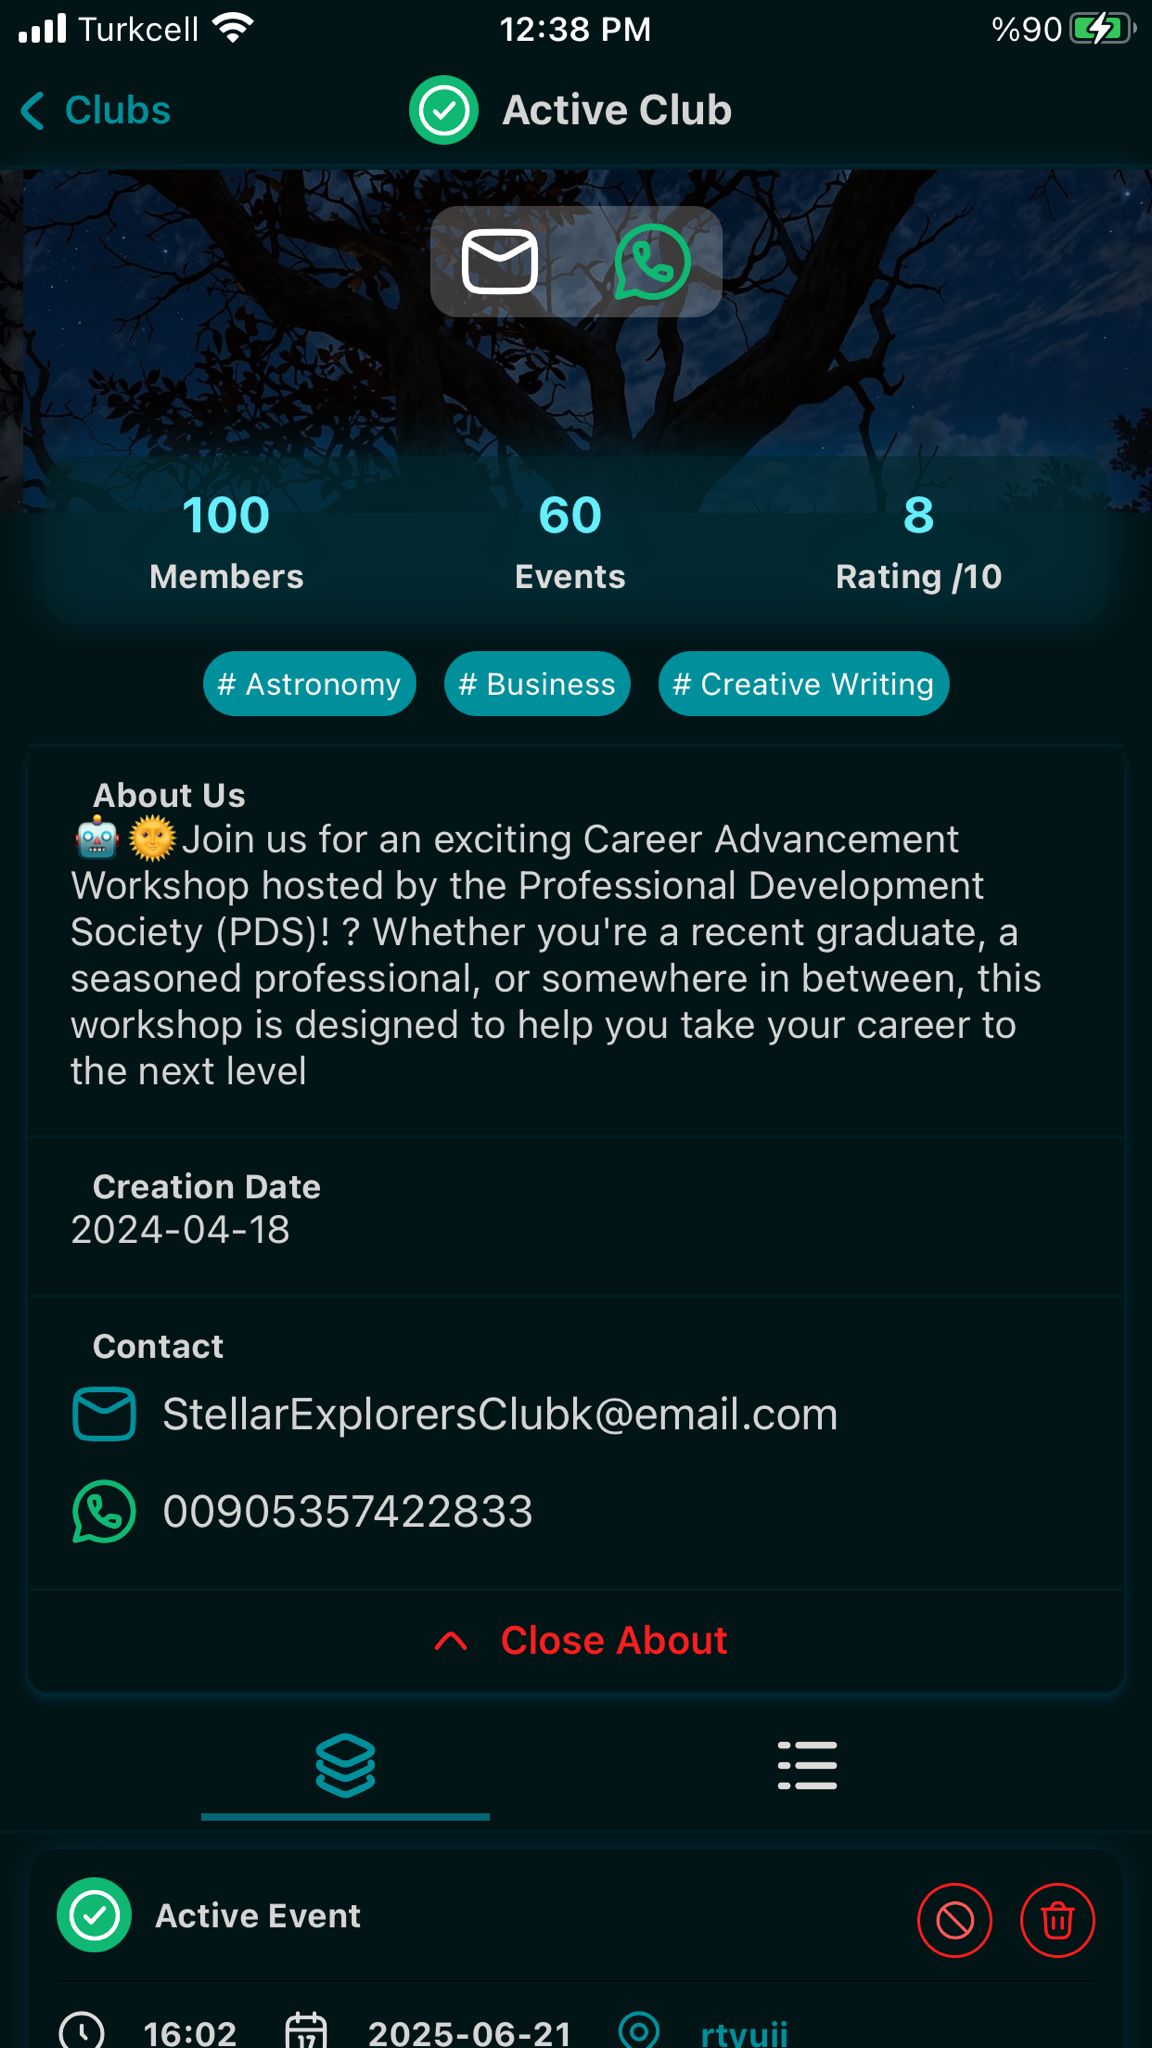 Turkcell 12:38 PM %90
Clubs Active Club
100 60 8
Members Events Rating /10
# Astronomy # Business # Creative Writing
About Us
🤖🌞Join us for an exciting Career Advancement
Workshop hosted by the Professional Development
Society (PDS)! ? Whether you're a recent graduate, a
seasoned professional, or somewhere in between, this
workshop is designed to help you take your career to
the next level
Creation Date
2024-04-18
Contact
StellarExplorersClubk@email.com
00905357422833
Close About
Active Event
16:02 17 2025-06-21 rtyuii